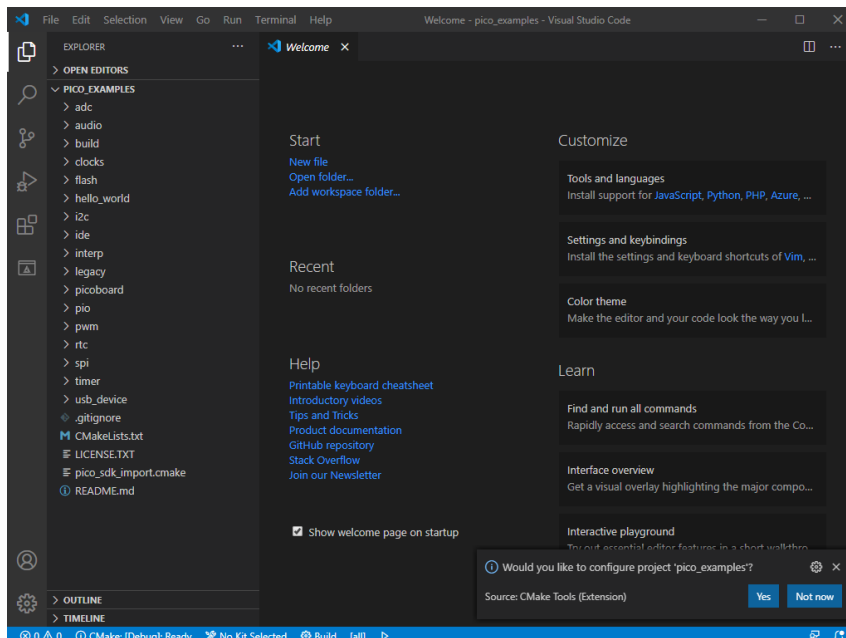 File Edit Selection View Go Run Terminal Help Welcome - pico_examples - Visual Studio Code
EXPLORER
Welcome
OPEN EDITORS
PICO_EXAMPLES
adc
audio
build
clocks
flash
hello_world
i2c
ide
interp
legacy
picoboard
pio
pwm
rtc
spi
timer
usb_device
.gitignore
CMakeLists.txt
LICENSE.TXT
pico_sdk_import.cmake
README.md
OUTLINE
TIMELINE
Start
New file
Open folder...
Add workspace folder...
Recent
No recent folders
Help
Printable keyboard cheatsheet
Introductory videos
Tips and Tricks
Product documentation
GitHub repository
Stack Overflow
Join our Newsletter
Show welcome page on startup
Customize
Tools and languages
Install support for JavaScript, Python, PHP, Azure, ...
Settings and keybindings
Install the settings and keyboard shortcuts of Vim, ...
Color theme
Make the editor and your code look the way you l...
Learn
Find and run all commands
Rapidly access and search commands from the Co...
Interface overview
Get a visual overlay highlighting the major compo...
Interactive playground
Try out essential editor features in a short walkthro...
Would you like to configure project 'pico_examples'?
Source: CMake Tools (Extension) Yes Not now
0 0 CMake: [Debug]: Ready No Kit Selected Build [all]